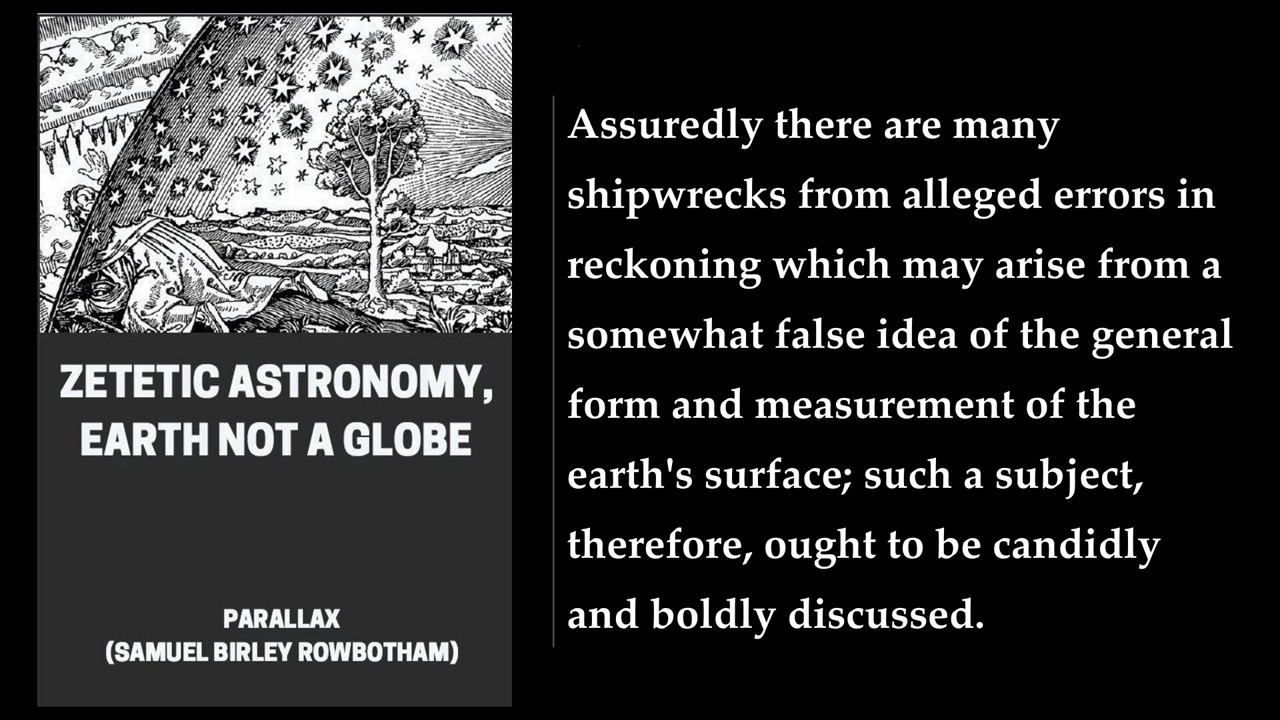 ZETETIC ASTRONOMY,
EARTH NOT A GLOBE
PARALLAX
(SAMUEL BIRLEY ROWBOTHAM)
Assuredly there are many
shipwrecks from alleged errors in
reckoning which may arise from a
somewhat false idea of the general
form and measurement of the
earth's surface; such a subject,
therefore, ought to be candidly
and boldly discussed.